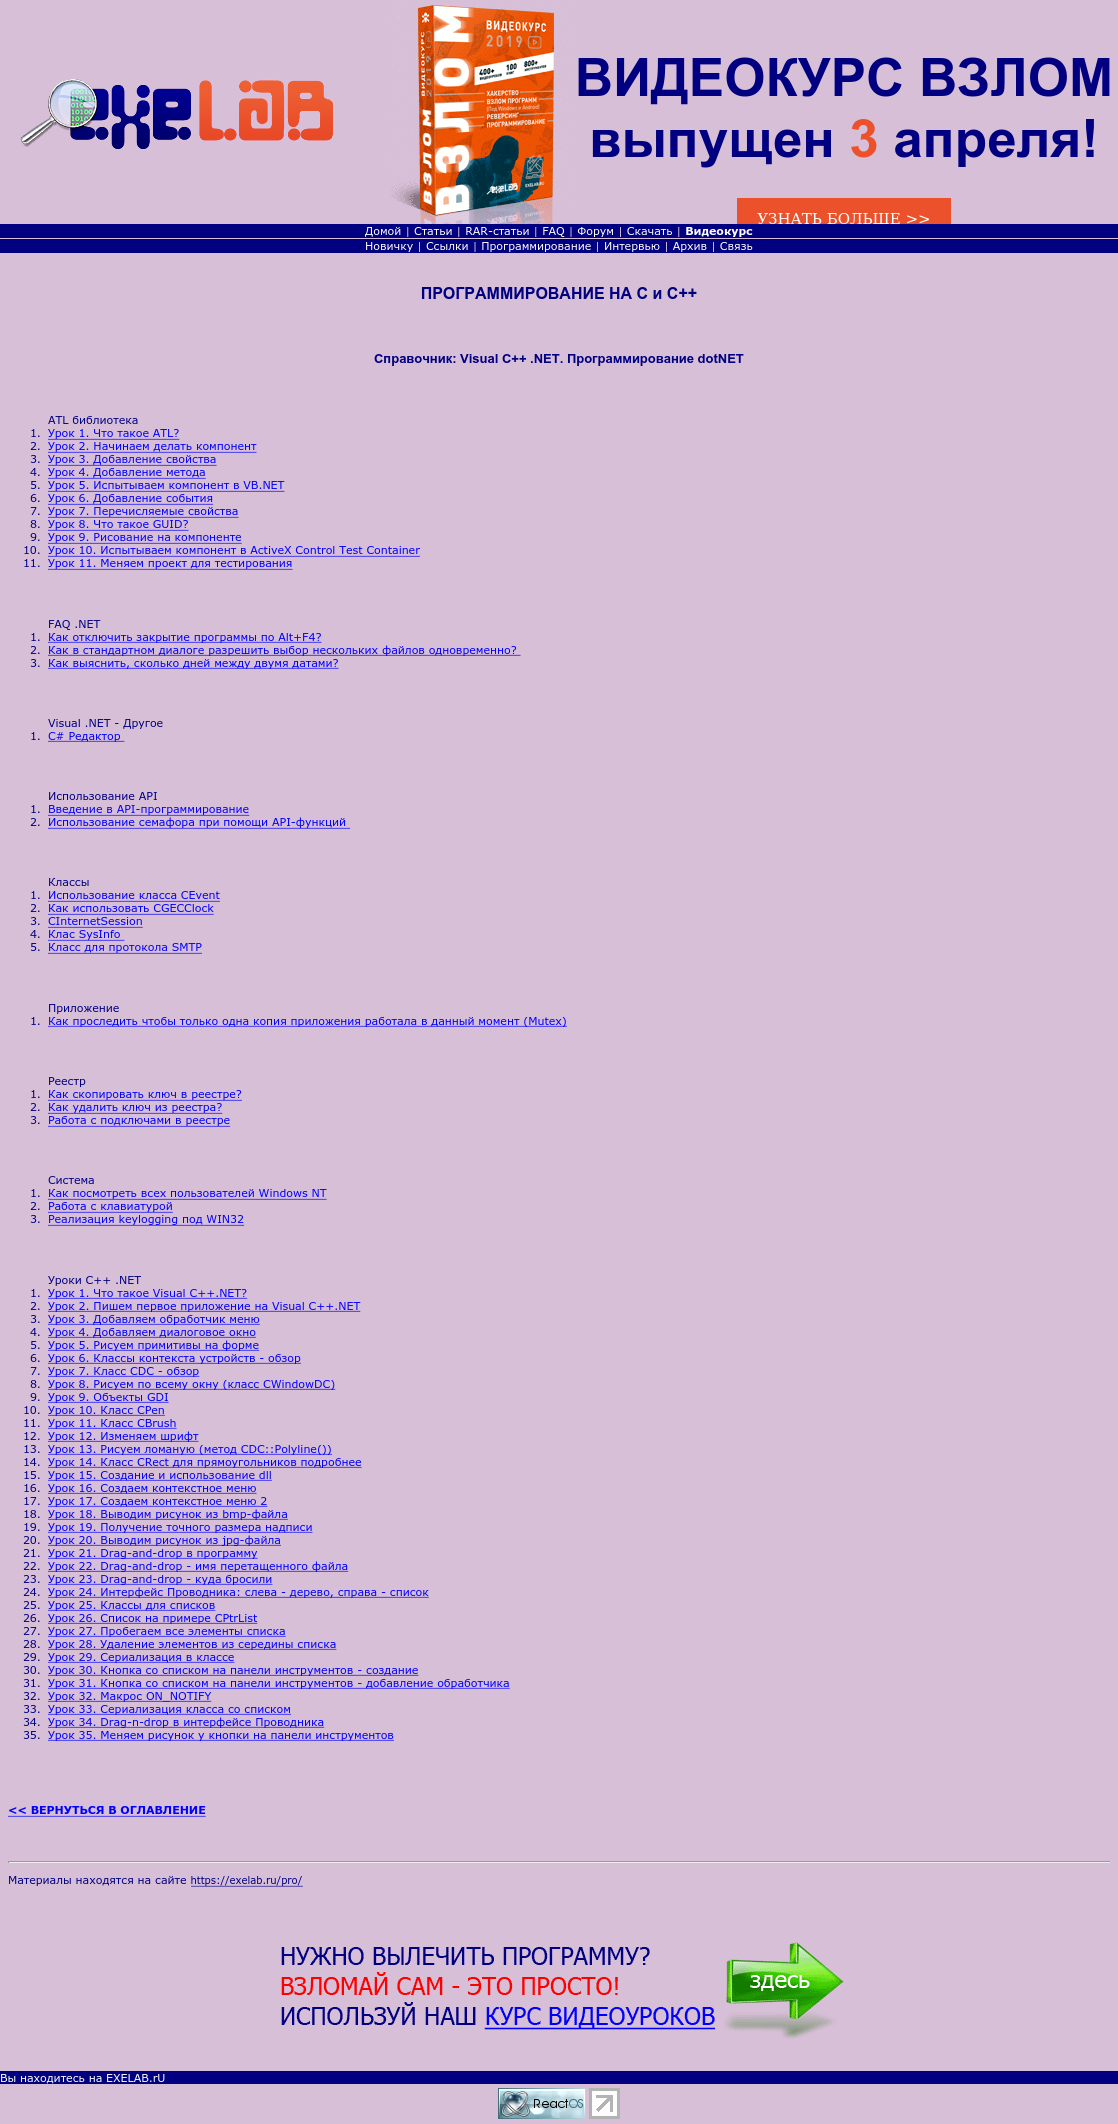 exeLAB
ВИДЕОКУРС ВЗЛОМ
выпущен 3 апреля!
УЗНАТЬ БОЛЬШЕ >>
ВИДЕОКУРС
2019
ВЗЛОМ
400+ 100 800+
ХАКЕРСТВО
ВЗЛОМ ПРОГРАММ
РЕВЕРСИНГ
ПРОГРАММИРОВАНИЕ
Домой | Статьи | RAR-статьи | FAQ | Форум | Скачать | Видеокурс
Новичку | Ссылки | Программирование | Интервью | Архив | Связь
ПРОГРАММИРОВАНИЕ НА C и C++
Справочник: Visual C++ .NET. Программирование dotNET
ATL библиотека
1. Урок 1. Что такое ATL?
2. Урок 2. Начинаем делать компонент
3. Урок 3. Добавление свойства
4. Урок 4. Добавление метода
5. Урок 5. Испытываем компонент в VB.NET
6. Урок 6. Добавление события
7. Урок 7. Перечисляемые свойства
8. Урок 8. Что такое GUID?
9. Урок 9. Рисование на компоненте
10. Урок 10. Испытываем компонент в ActiveX Control Test Container
11. Урок 11. Меняем проект для тестирования
FAQ .NET
1. Как отключить закрытие программы по Alt+F4?
2. Как в стандартном диалоге разрешить выбор нескольких файлов одновременно?
3. Как выяснить, сколько дней между двумя датами?
Visual .NET - Другое
1. C# Редактор
Использование API
1. Введение в API-программирование
2. Использование семафора при помощи API-функций
Классы
1. Использование класса CEvent
2. Как использовать CGECClock
3. CInternetSession
4. Клас SysInfo
5. Класс для протокола SMTP
Приложение
1. Как проследить чтобы только одна копия приложения работала в данный момент (Mutex)
Реестр
1. Как скопировать ключ в реестре?
2. Как удалить ключ из реестра?
3. Работа с подключами в реестре
Система
1. Как посмотреть всех пользователей Windows NT
2. Работа с клавиатурой
3. Реализация keylogging под WIN32
Уроки C++ .NET
1. Урок 1. Что такое Visual C++.NET?
2. Урок 2. Пишем первое приложение на Visual C++.NET
3. Урок 3. Добавляем обработчик меню
4. Урок 4. Добавляем диалоговое окно
5. Урок 5. Рисуем примитивы на форме
6. Урок 6. Классы контекста устройств - обзор
7. Урок 7. Класс CDC - обзор
8. Урок 8. Рисуем по всему окну (класс CWindowDC)
9. Урок 9. Объекты GDI
10. Урок 10. Класс CPen
11. Урок 11. Класс CBrush
12. Урок 12. Изменяем шрифт
13. Урок 13. Рисуем ломаную (метод CDC::Polyline())
14. Урок 14. Класс CRect для прямоугольников подробнее
15. Урок 15. Создание и использование dll
16. Урок 16. Создаем контекстное меню
17. Урок 17. Создаем контекстное меню 2
18. Урок 18. Выводим рисунок из bmp-файла
19. Урок 19. Получение точного размера надписи
20. Урок 20. Выводим рисунок из jpg-файла
21. Урок 21. Drag-and-drop в программу
22. Урок 22. Drag-and-drop - имя перетащенного файла
23. Урок 23. Drag-and-drop - куда бросили
24. Урок 24. Интерфейс Проводника: слева - дерево, справа - список
25. Урок 25. Классы для списков
26. Урок 26. Список на примере CPtrList
27. Урок 27. Пробегаем все элементы списка
28. Урок 28. Удаление элементов из середины списка
29. Урок 29. Сериализация в классе
30. Урок 30. Кнопка со списком на панели инструментов - создание
31. Урок 31. Кнопка со списком на панели инструментов - добавление обработчика
32. Урок 32. Макрос ON_NOTIFY
33. Урок 33. Сериализация класса со списком
34. Урок 34. Drag-n-drop в интерфейсе Проводника
35. Урок 35. Меняем рисунок у кнопки на панели инструментов
<< ВЕРНУТЬСЯ В ОГЛАВЛЕНИЕ
Материалы находятся на сайте https://exelab.ru/pro/
НУЖНО ВЫЛЕЧИТЬ ПРОГРАММУ?
ВЗЛОМАЙ САМ - ЭТО ПРОСТО!
ИСПОЛЬЗУЙ НАШ КУРС ВИДЕОУРОКОВ
здесь
Вы находитесь на EXELAB.rU
ReactOS